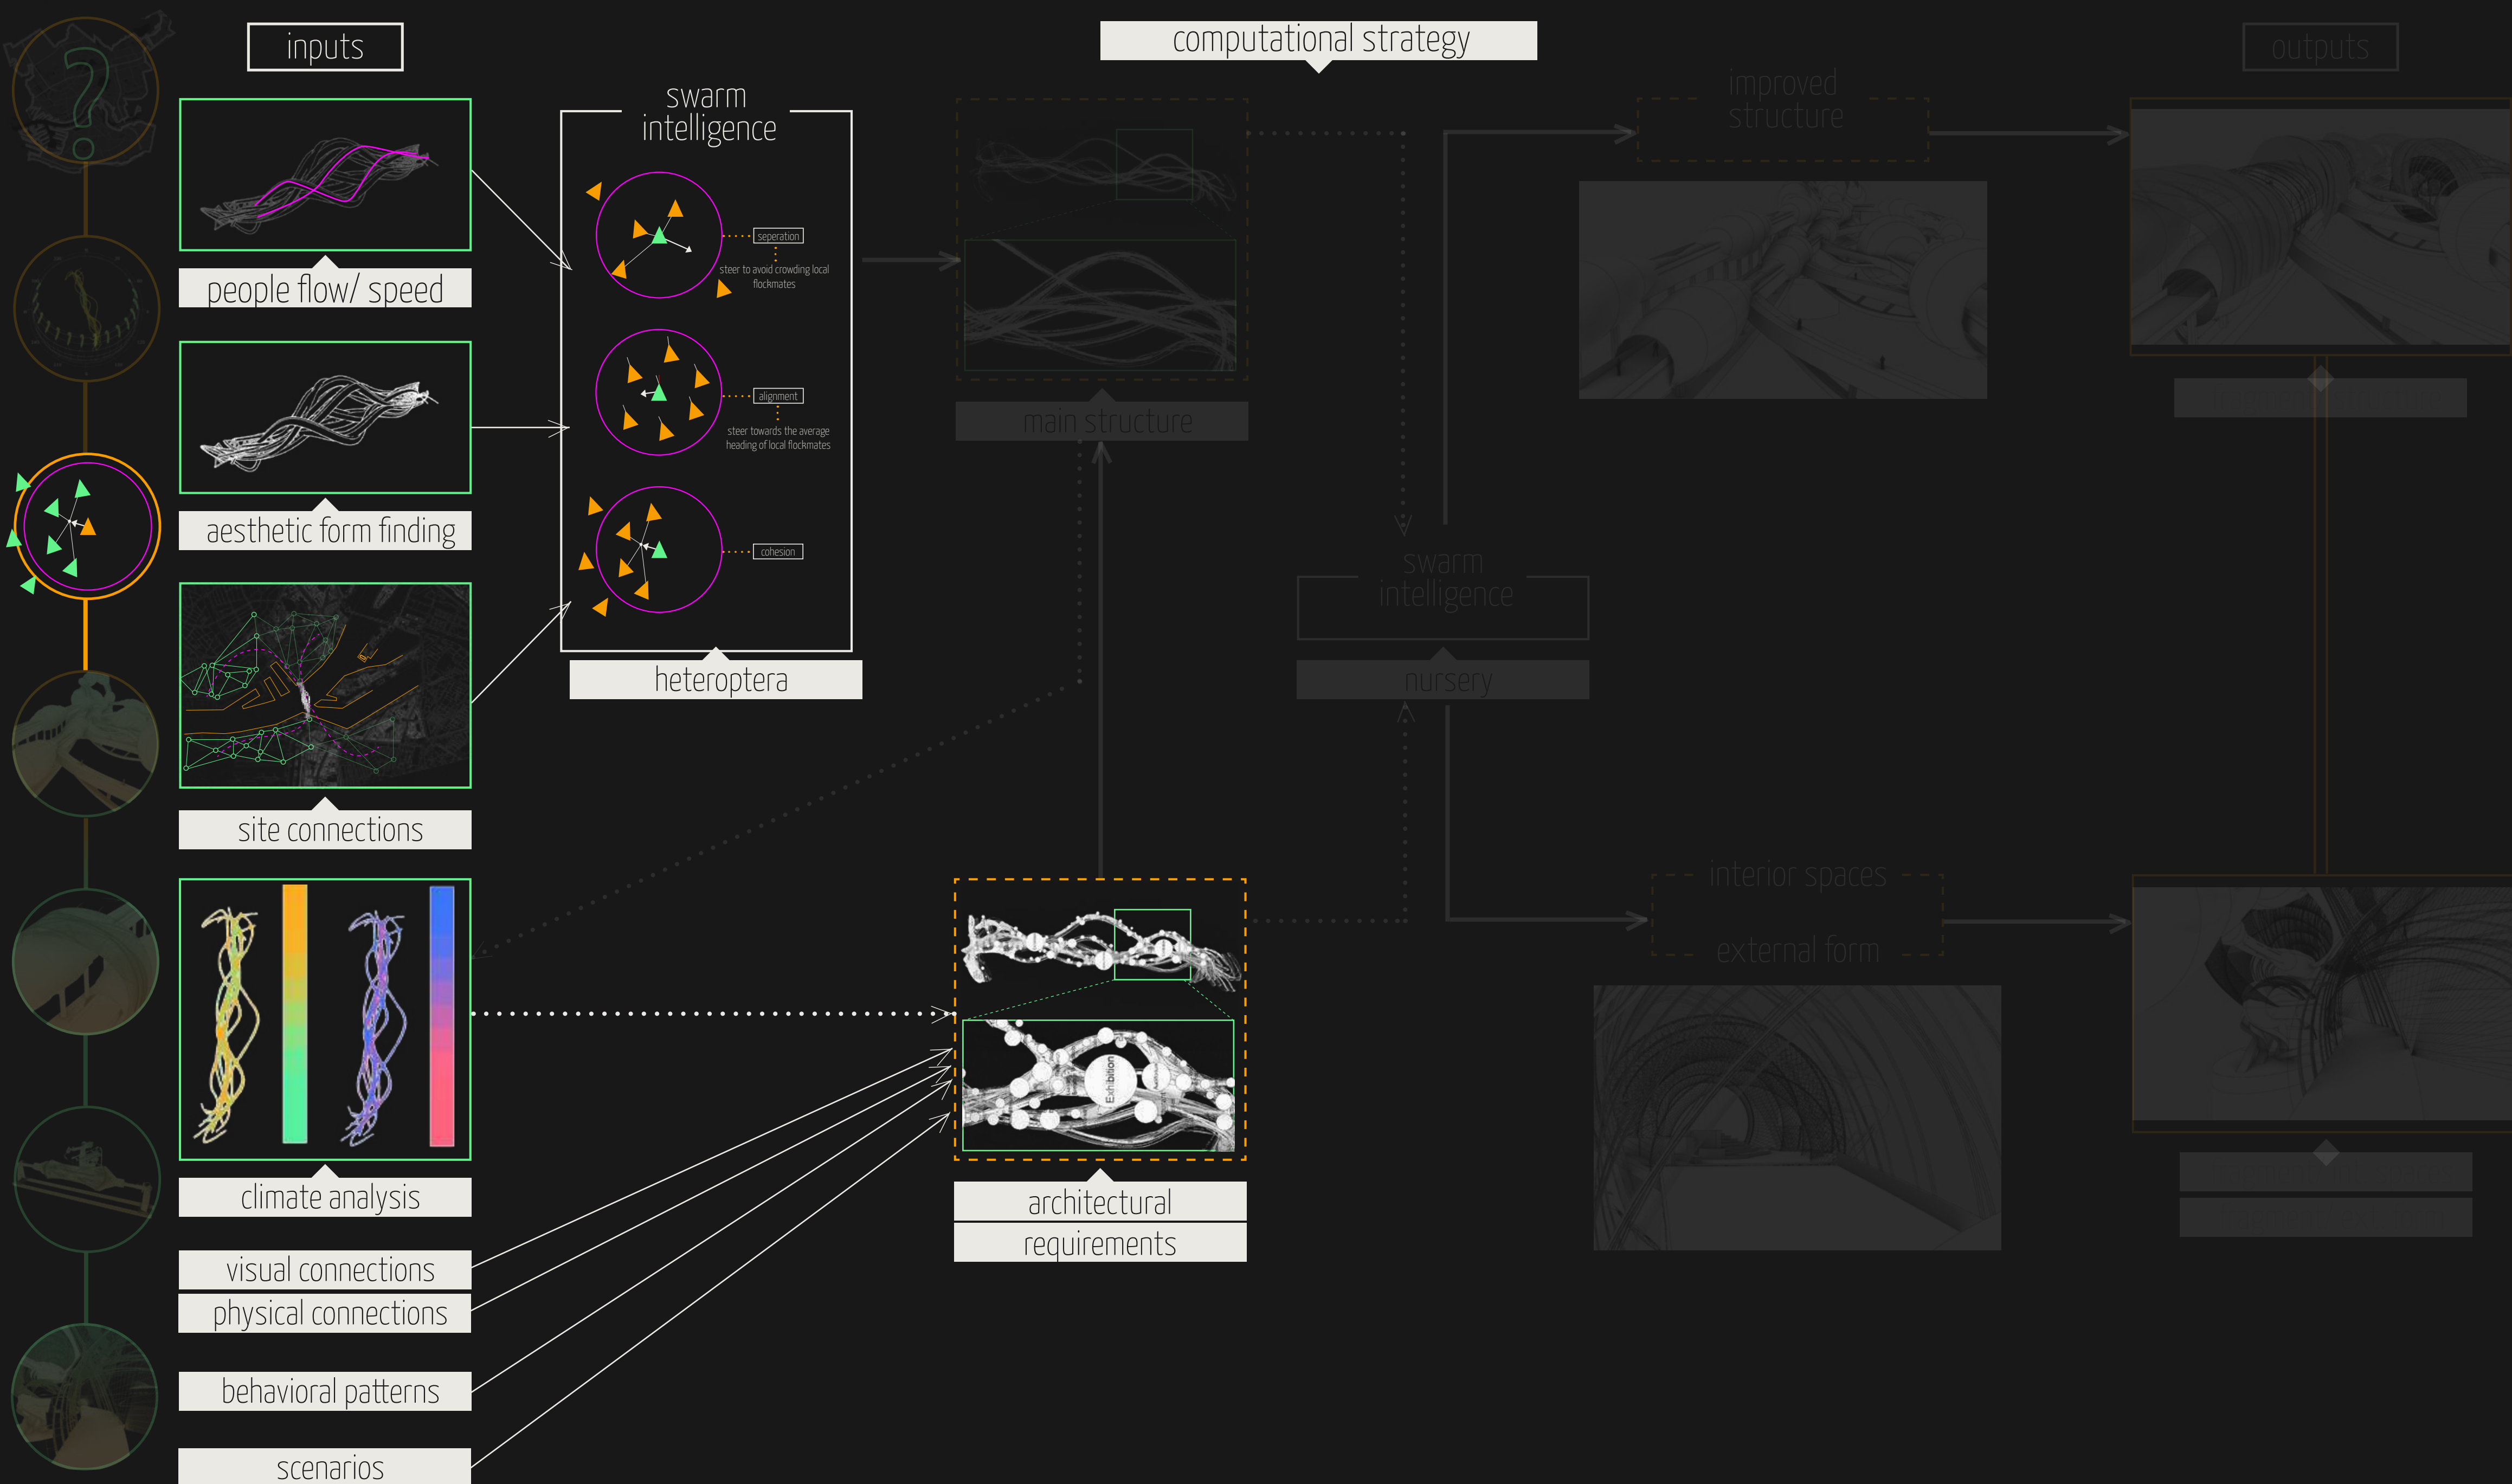 inputs
computational strategy
outputs
?
people flow/ speed
aesthetic form finding
site connections
climate analysis
visual connections
physical connections
behavioral patterns
scenarios
swarm
intelligence
seperation
steer to avoid crowding local
flockmates
alignment
steer towards the average
heading of local flockmates
cohesion
heteroptera
main structure
Exhibition
architectural
requirements
swarm
intelligence
nursery
improved
structure
interior spaces
external form